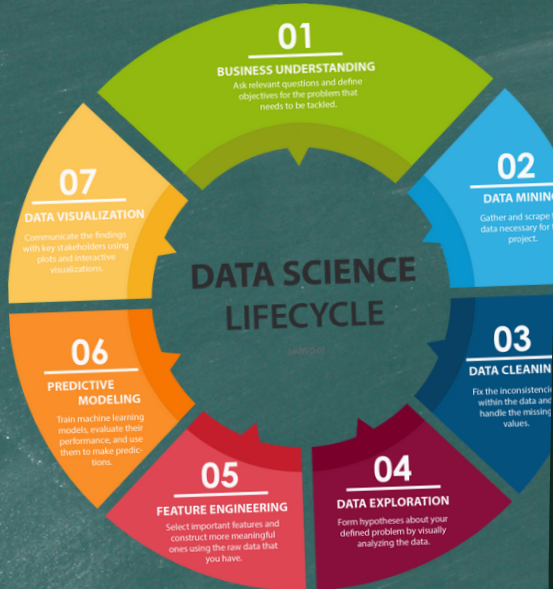 01
BUSINESS UNDERSTANDING
Ask relevant questions and define
objectives for the problem that
needs to be tackled.
02
DATA MINING
Gather and scrape
data necessary for
project.
03
DATA CLEANIN
Fix the inconsistenci
within the data and
handle the missing
values.
04
DATA EXPLORATION
Form hypotheses about your
defined problem by visually
analyzing the data.
05
FEATURE ENGINEERING
Select important features and
construct more meaningful
ones using the raw data that
you have.
06
PREDICTIVE
MODELING
Train machine learning
models, evaluate their
performance, and use
them to make predic-
tions.
07
DATA VISUALIZATION
Communicate the findings
with key stakeholders using
plots and interactive
visualizations.
DATA SCIENCE
LIFECYCLE